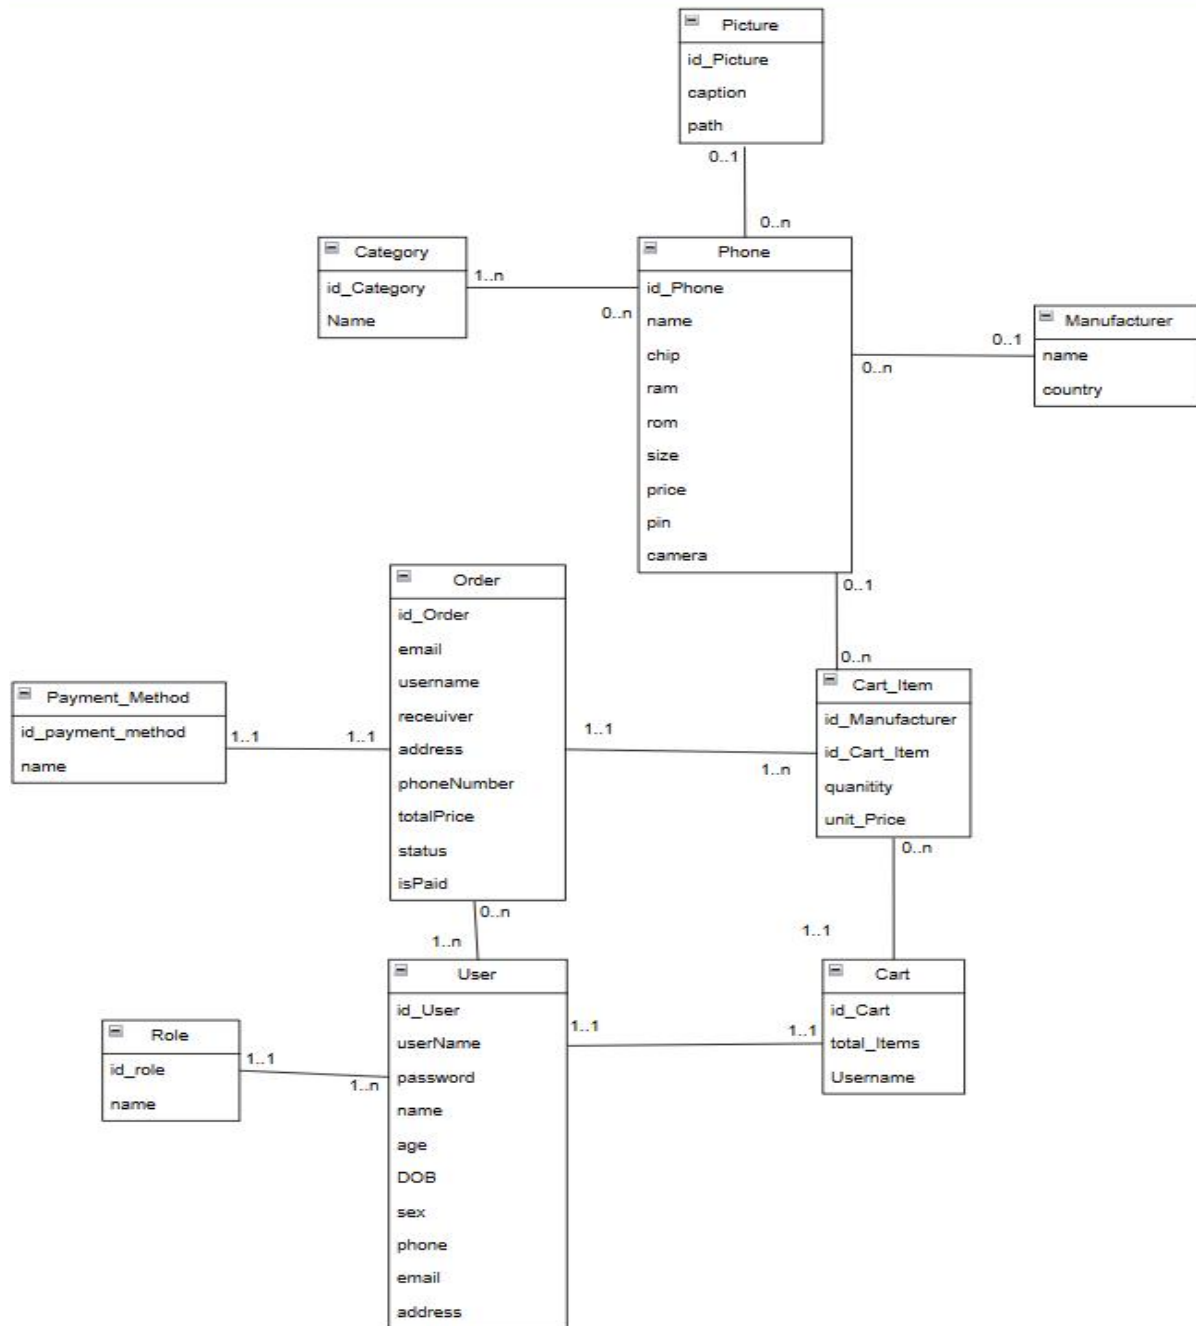 Picture
id_Picture
caption
path
0..1
0..n
Category
id_Category
Name
1..n
0..n
Phone
id_Phone
name
chip
ram
rom
size
price
pin
camera
0..1
0..n
Manufacturer
name
country
0..1
0..n
Order
id_Order
email
username
receuiver
address
phoneNumber
totalPrice
status
isPaid
Payment_Method
id_payment_method
name
1..1
1..1
1..1
1..n
Cart_Item
id_Manufacturer
id_Cart_Item
quanitity
unit_Price
0..n
1..1
0..n
1..n
User
id_User
userName
password
name
age
DOB
sex
phone
email
address
Role
id_role
name
1..1
1..n
1..1
1..1
Cart
id_Cart
total_Items
Username